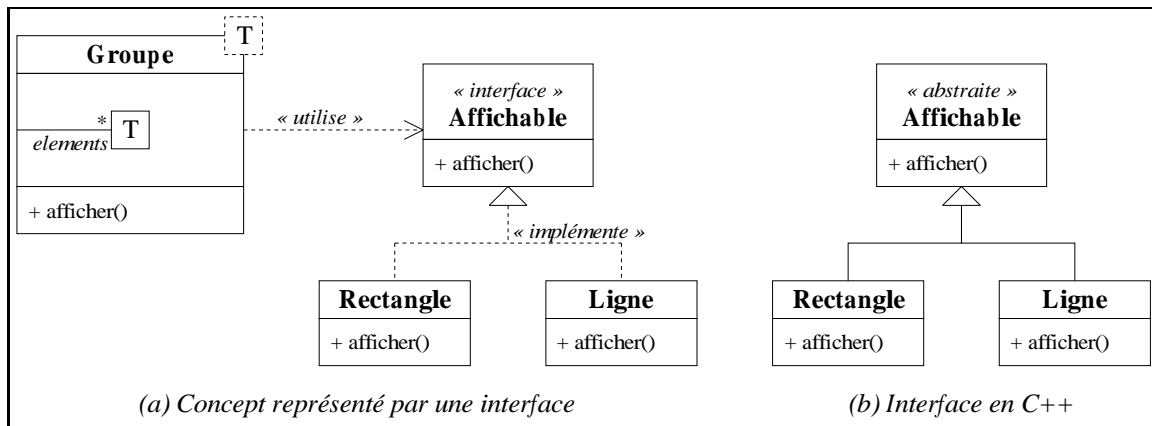 T
Groupe
*
T
elements
+ afficher()
« utilise »
« interface »
Affichable
+ afficher()
« implémente »
Rectangle
+ afficher()
Ligne
+ afficher()
(a) Concept représenté par une interface
« abstraite »
Affichable
+ afficher()
Rectangle
+ afficher()
Ligne
+ afficher()
(b) Interface en C++